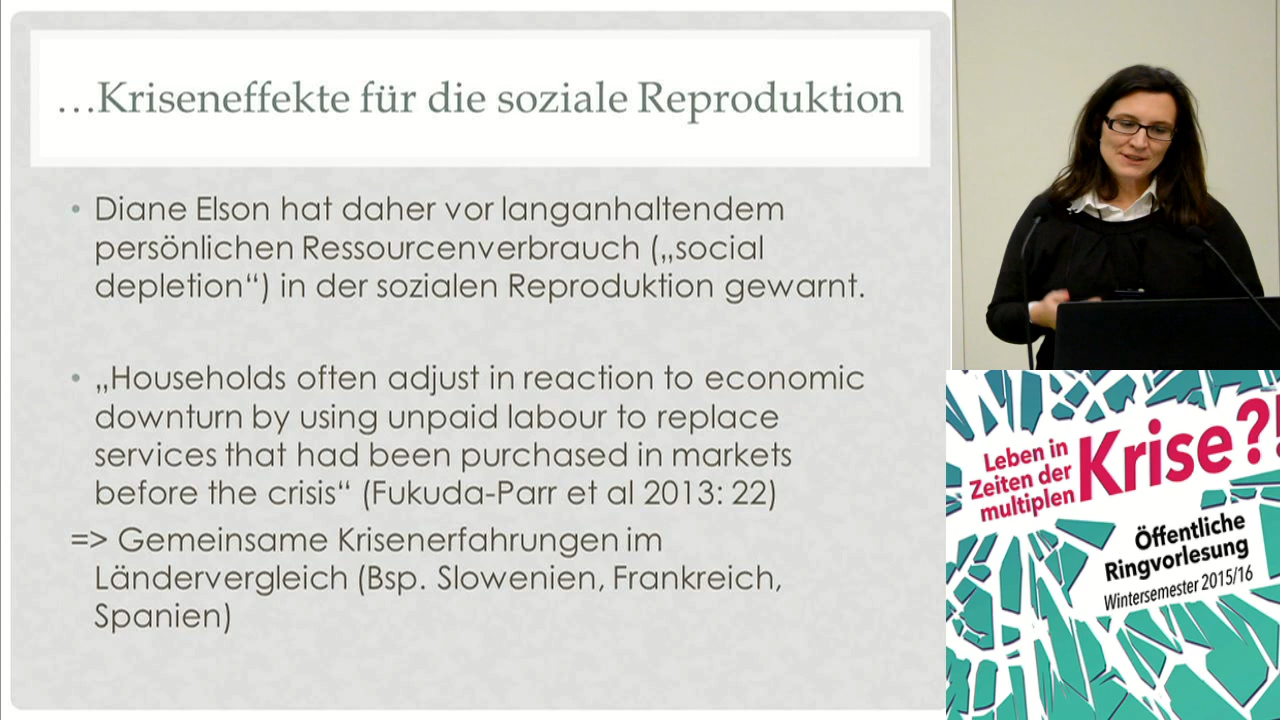 …Kriseneffekte für die soziale Reproduktion
• Diane Elson hat daher vor langanhaltendem
persönlichen Ressourcenverbrauch („social
depletion“) in der sozialen Reproduktion gewarnt.
• „Households often adjust in reaction to economic
downturn by using unpaid labour to replace
services that had been purchased in markets
before the crisis“ (Fukuda-Parr et al 2013: 22)
=> Gemeinsame Krisenerfahrungen im
Ländervergleich (Bsp. Slowenien, Frankreich,
Spanien)
Leben in
Zeiten der
multiplen
Krise?!
Öffentliche
Ringvorlesung
Wintersemester 2015/16